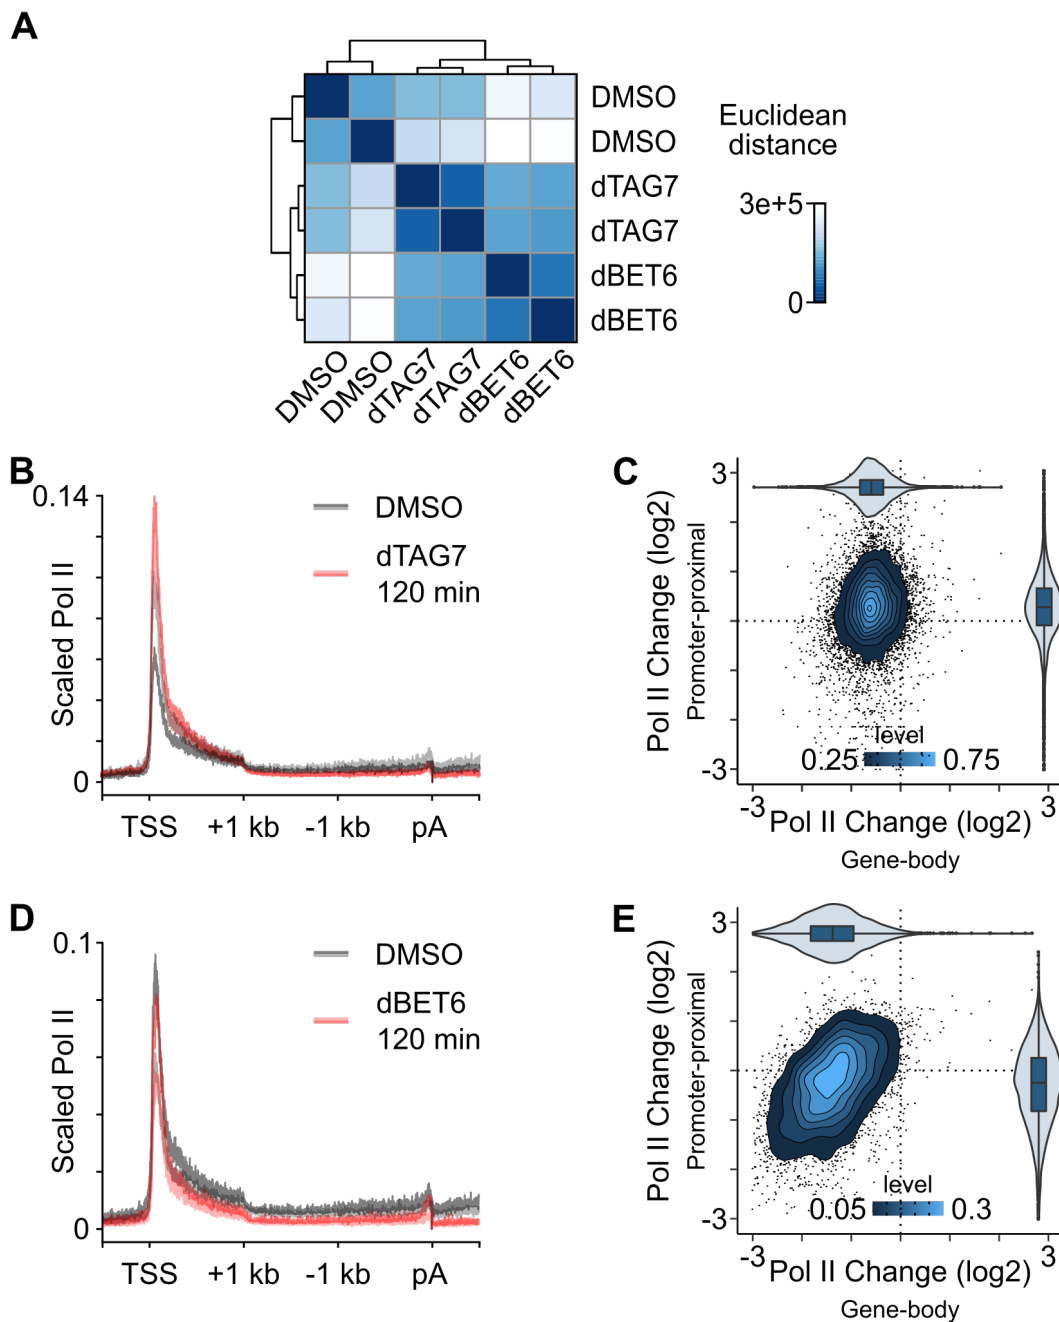 A
DMSO
DMSO
dTAG7
dTAG7
dBET6
dBET6
DMSO
DMSO
dTAG7
dTAG7
dBET6
dBET6
Euclidean
distance
3e+5
0
B
0.14
0
Scaled Pol II
DMSO
dTAG7
120 min
TSS
+1 kb
-1 kb
pA
C
3
-3
Pol II Change (log2)
Promoter-proximal
level
0.25
0.75
-3
3
Pol II Change (log2)
Gene-body
D
0.1
0
Scaled Pol II
DMSO
dBET6
120 min
TSS
+1 kb
-1 kb
pA
E
3
-3
Pol II Change (log2)
Promoter-proximal
level
0.05
0.3
-3
3
Pol II Change (log2)
Gene-body